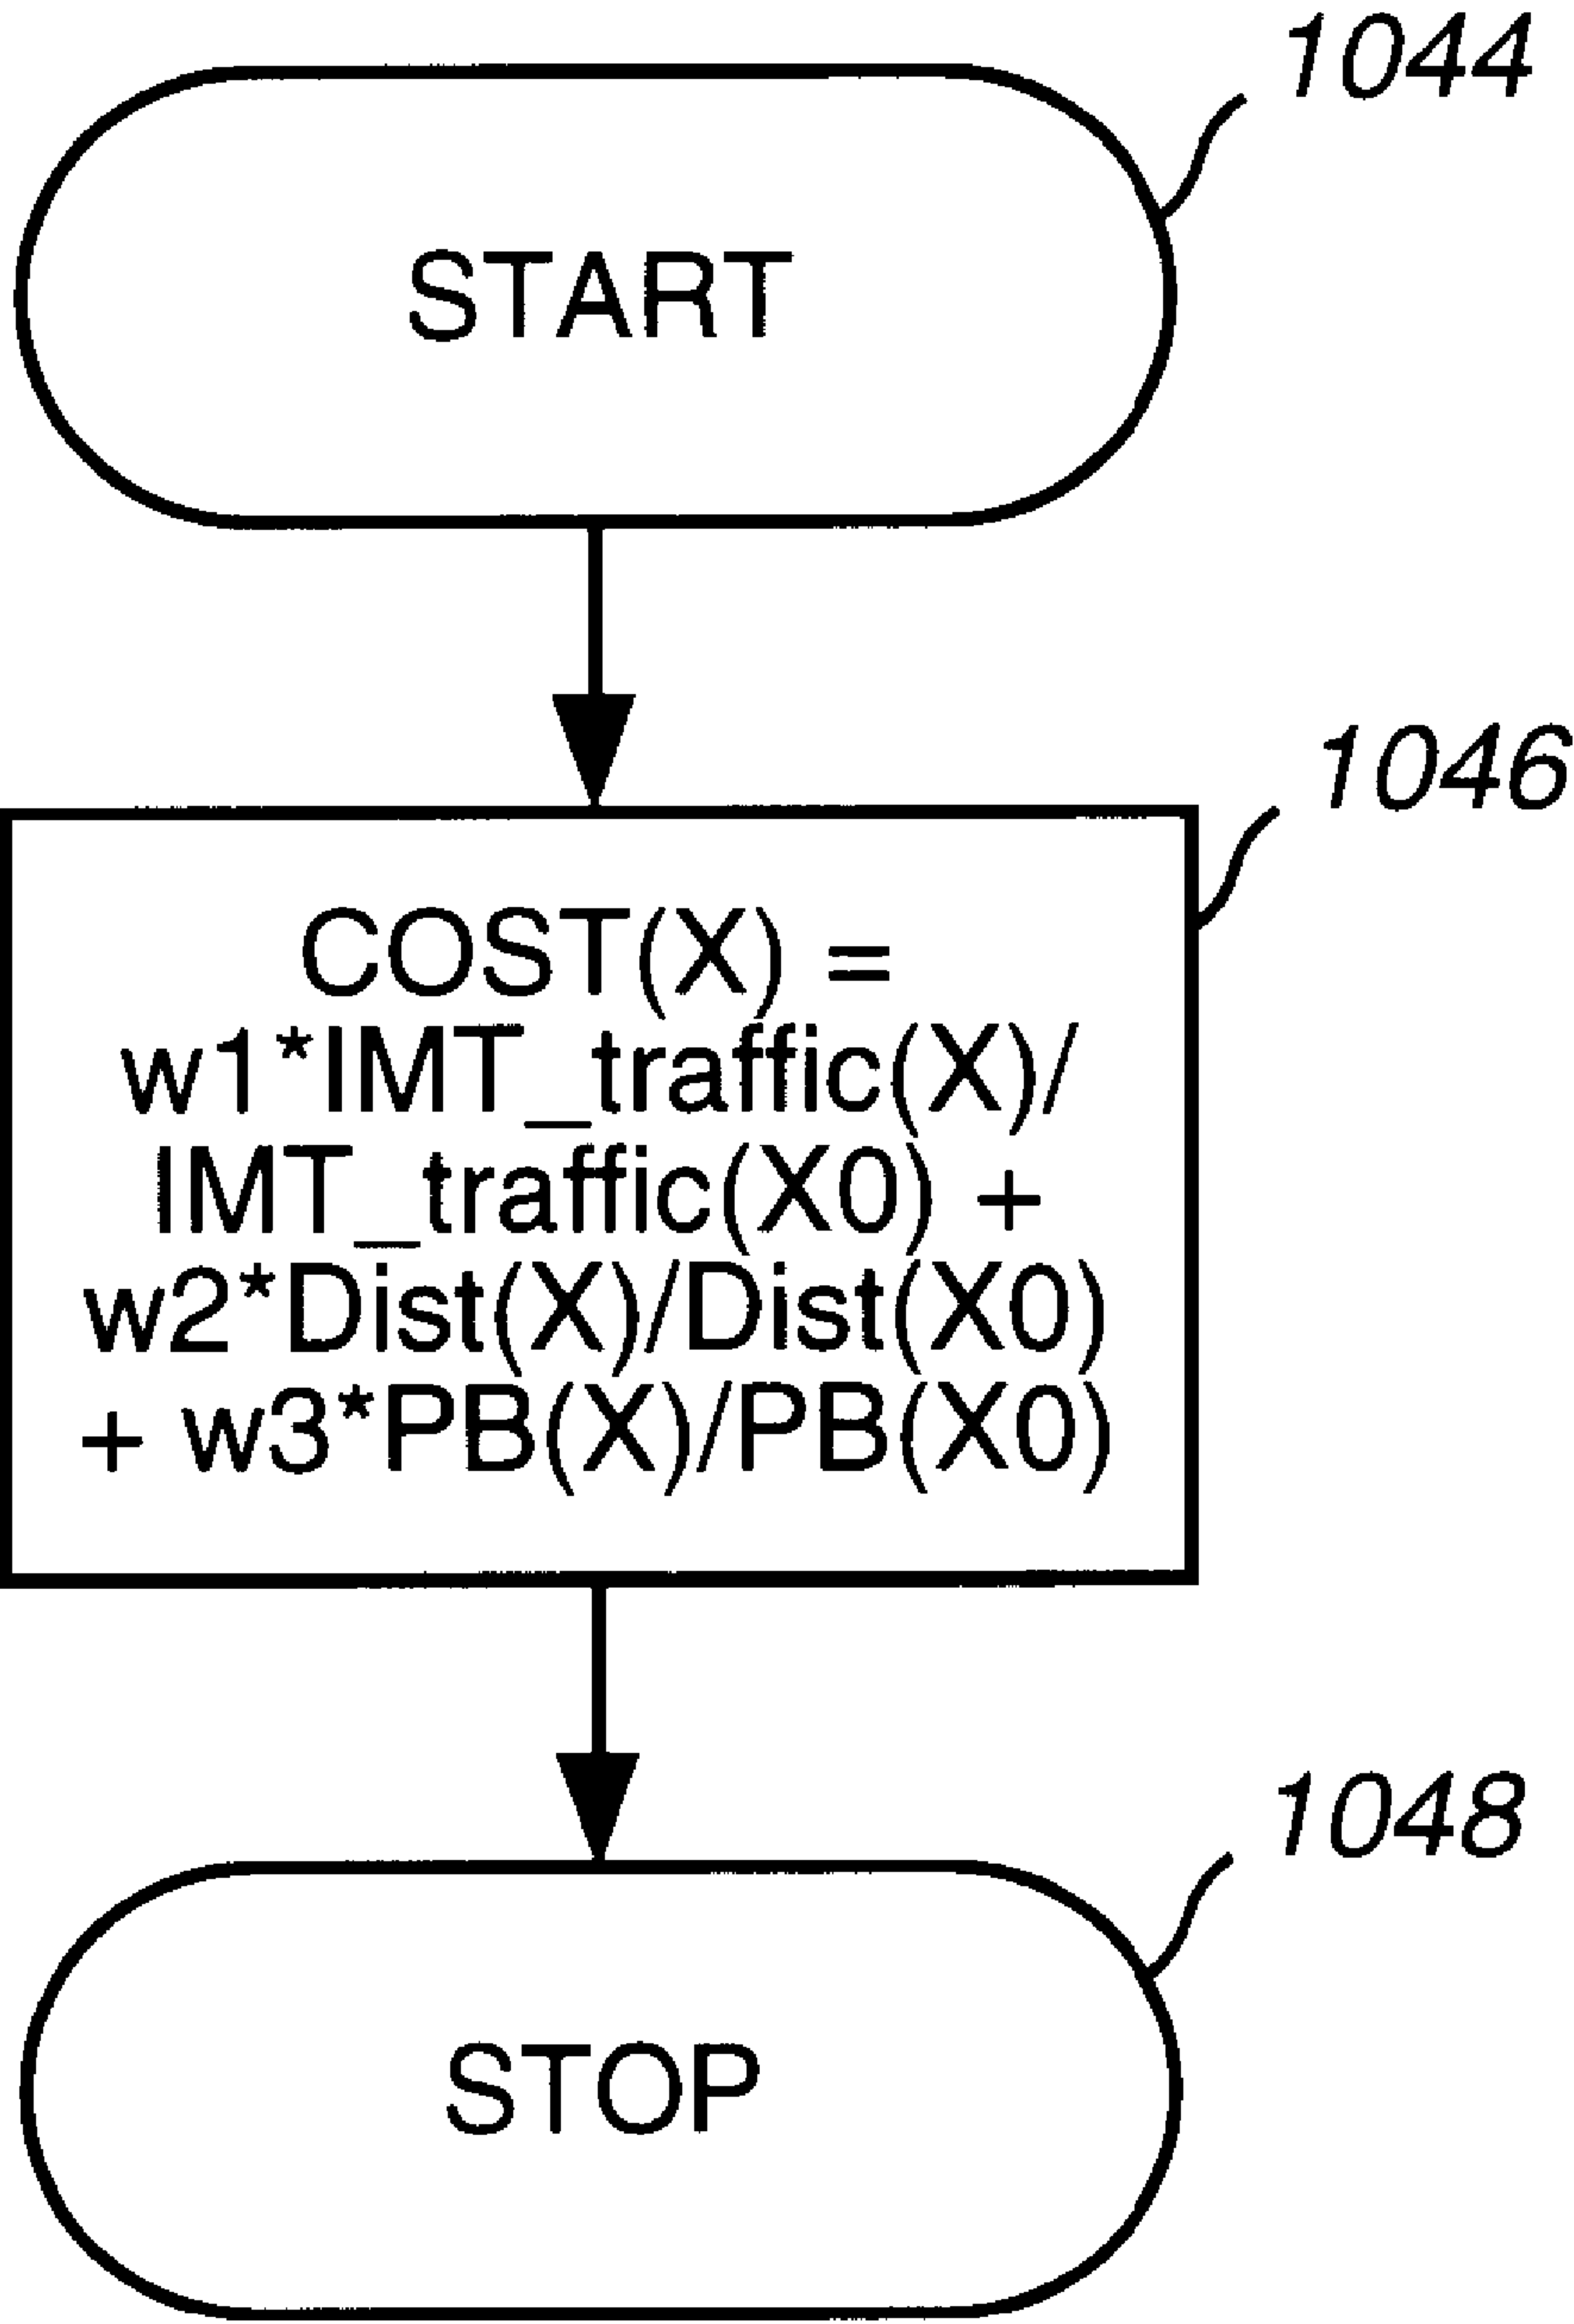 1044
START
1046
COST(X) =
w1*IMT_traffic(X)/
IMT_traffic(X0) +
w2*Dist(X)/Dist(X0)
+ w3*PB(X)/PB(X0)
1048
STOP